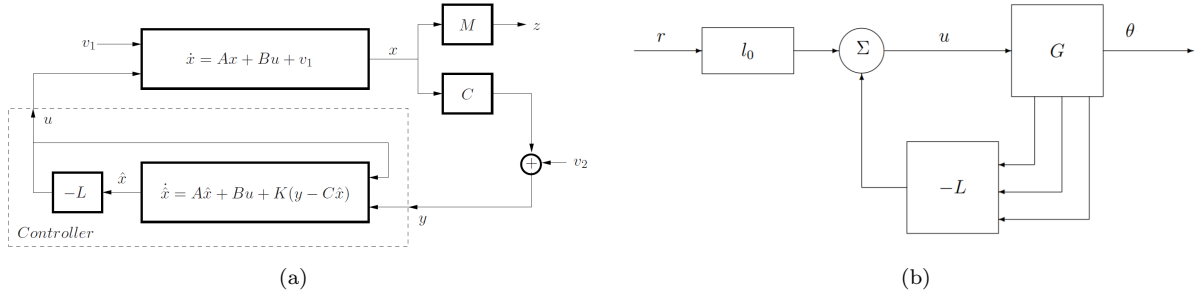 v₁
ẋ = Ax + Bu + v₁
x
M
z
C
u
+
v₂
x̂
−L
x̂̇ = Ax̂ + Bu + K(y − Cx̂)
y
Controller
(a)
r
l₀
Σ
u
G
θ
−L
(b)